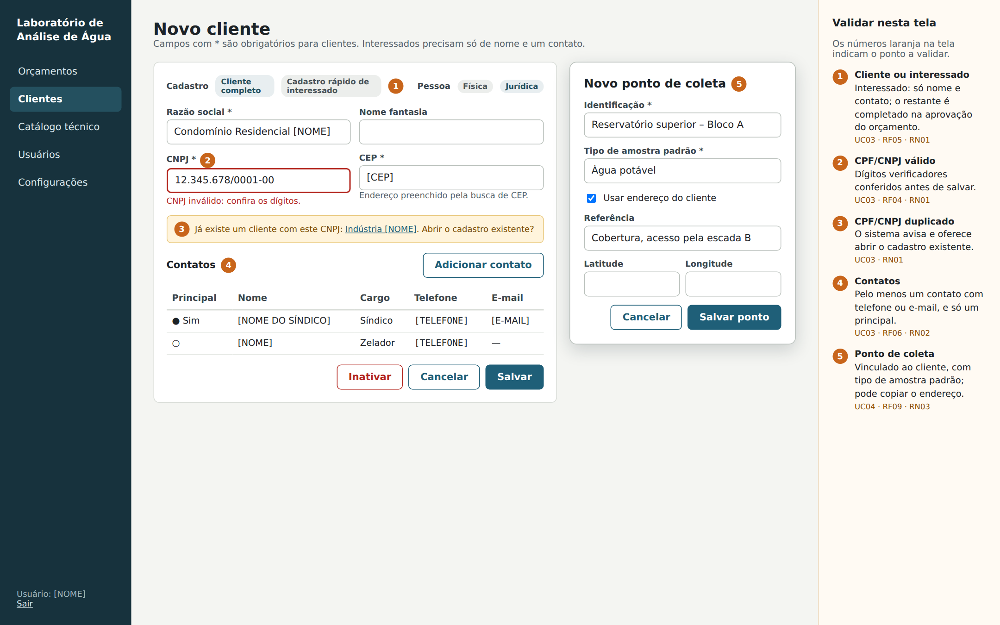 Laboratório de
Análise de Água
Orçamentos
Clientes
Catálogo técnico
Usuários
Configurações
Usuário: [NOME]
Sair
Novo cliente
Campos com * são obrigatórios para clientes. Interessados precisam só de nome e um contato.
Cadastro
Cliente
completo
Cadastro rápido de
interessado
1
Pessoa
Física
Jurídica
Razão social *
Nome fantasia
Condomínio Residencial [NOME]
CNPJ * 2
CEP *
12.345.678/0001-00
[CEP]
CNPJ inválido: confira os dígitos.
Endereço preenchido pela busca de CEP.
3 Já existe um cliente com este CNPJ: Indústria [NOME]. Abrir o cadastro existente?
Contatos 4
Adicionar contato
Principal Nome Cargo Telefone E-mail
● Sim [NOME DO SÍNDICO] Síndico [TELEFONE] [E-MAIL]
○ [NOME] Zelador [TELEFONE] —
Inativar Cancelar Salvar
Novo ponto de coleta 5
Identificação *
Reservatório superior – Bloco A
Tipo de amostra padrão *
Água potável
Usar endereço do cliente
Referência
Cobertura, acesso pela escada B
Latitude Longitude
Cancelar Salvar ponto
Validar nesta tela
Os números laranja na tela
indicam o ponto a validar.
1 Cliente ou interessado
Interessado: só nome e
contato; o restante é
completado na aprovação
do orçamento.
UC03 · RF05 · RN01
2 CPF/CNPJ válido
Dígitos verificadores
conferidos antes de salvar.
UC03 · RF04 · RN01
3 CPF/CNPJ duplicado
O sistema avisa e oferece
abrir o cadastro existente.
UC03 · RN01
4 Contatos
Pelo menos um contato com
telefone ou e-mail, e só um
principal.
UC03 · RF06 · RN02
5 Ponto de coleta
Vinculado ao cliente, com
tipo de amostra padrão;
pode copiar o endereço.
UC04 · RF09 · RN03